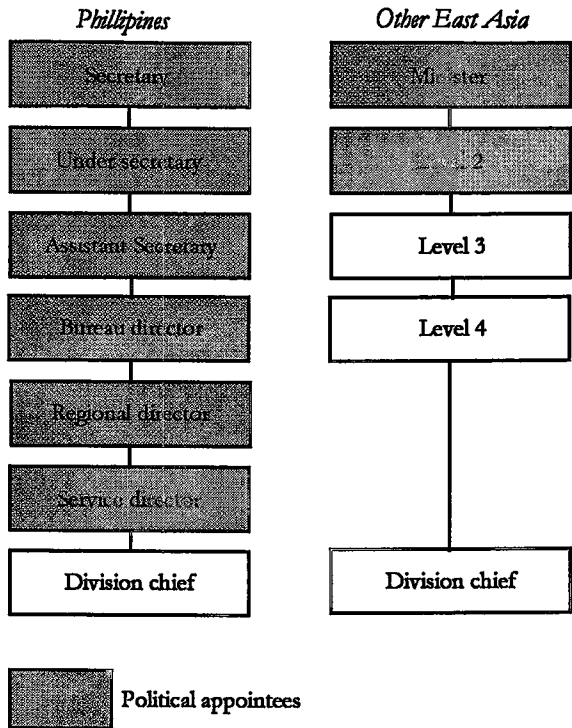 Phillipines
Secretary
Under secretary
Assistant Secretary
Bureau director
Regional director
Service director
Division chief
Other East Asia
Minister
Level 2
Level 3
Level 4
Division chief
Political appointees